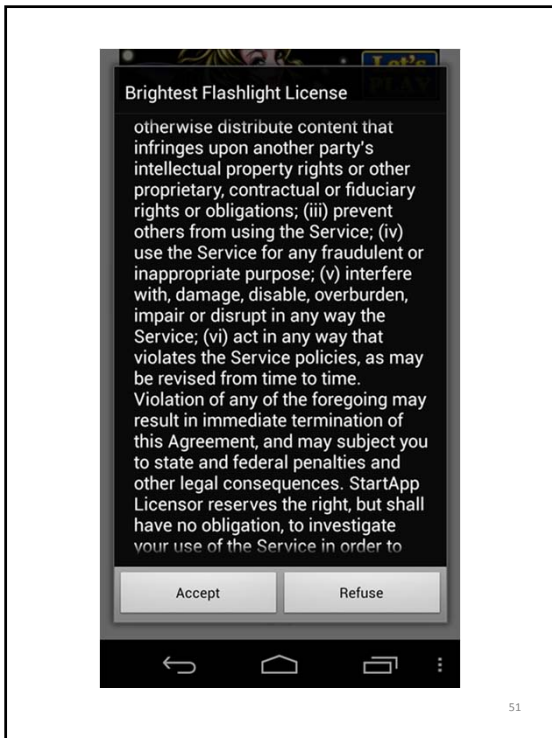 Let's
PLAY
Brightest Flashlight License
otherwise distribute content that
infringes upon another party's
intellectual property rights or other
proprietary, contractual or fiduciary
rights or obligations; (iii) prevent
others from using the Service; (iv)
use the Service for any fraudulent or
inappropriate purpose; (v) interfere
with, damage, disable, overburden,
impair or disrupt in any way the
Service; (vi) act in any way that
violates the Service policies, as may
be revised from time to time.
Violation of any of the foregoing may
result in immediate termination of
this Agreement, and may subject you
to state and federal penalties and
other legal consequences. StartApp
Licensor reserves the right, but shall
have no obligation, to investigate
your use of the Service in order to
Accept Refuse
51